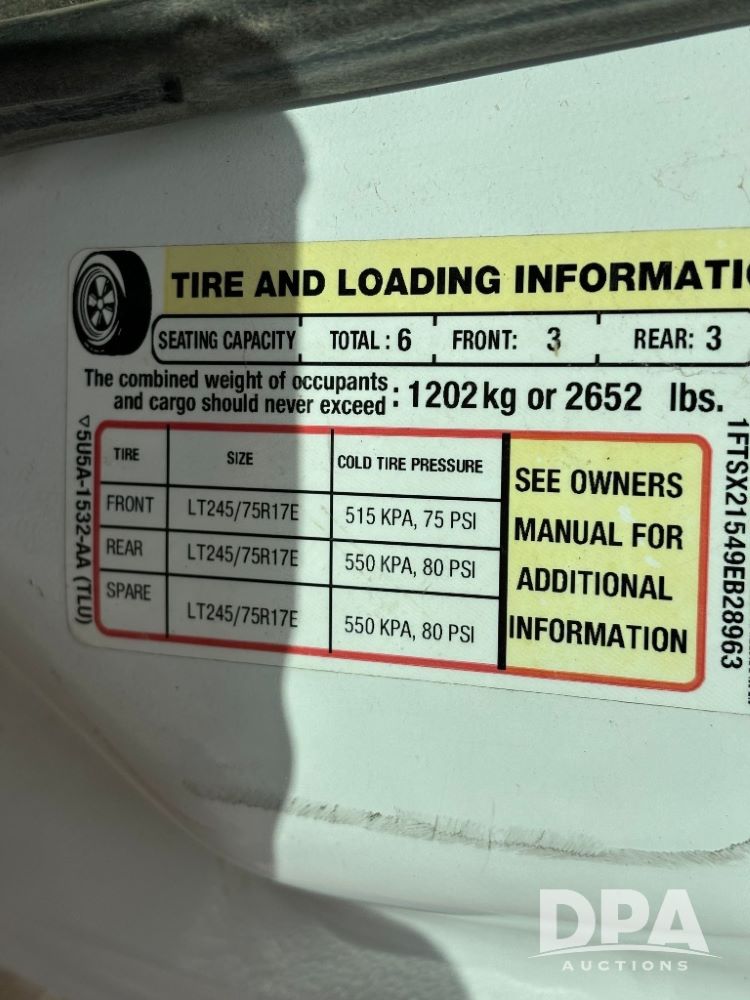 TIRE AND LOADING INFORMATI
SEATING CAPACITY TOTAL : 6 FRONT: 3 REAR: 3
The combined weight of occupants
and cargo should never exceed : 1202 kg or 2652 lbs.
TIRE SIZE COLD TIRE PRESSURE
FRONT LT245/75R17E 515 KPA, 75 PSI
REAR LT245/75R17E 550 KPA, 80 PSI
SPARE LT245/75R17E 550 KPA, 80 PSI
SEE OWNERS
MANUAL FOR
ADDITIONAL
INFORMATION
5U5A-1532-AA (TLU)
1FTSX21549EB28963
DPA
AUCTIONS